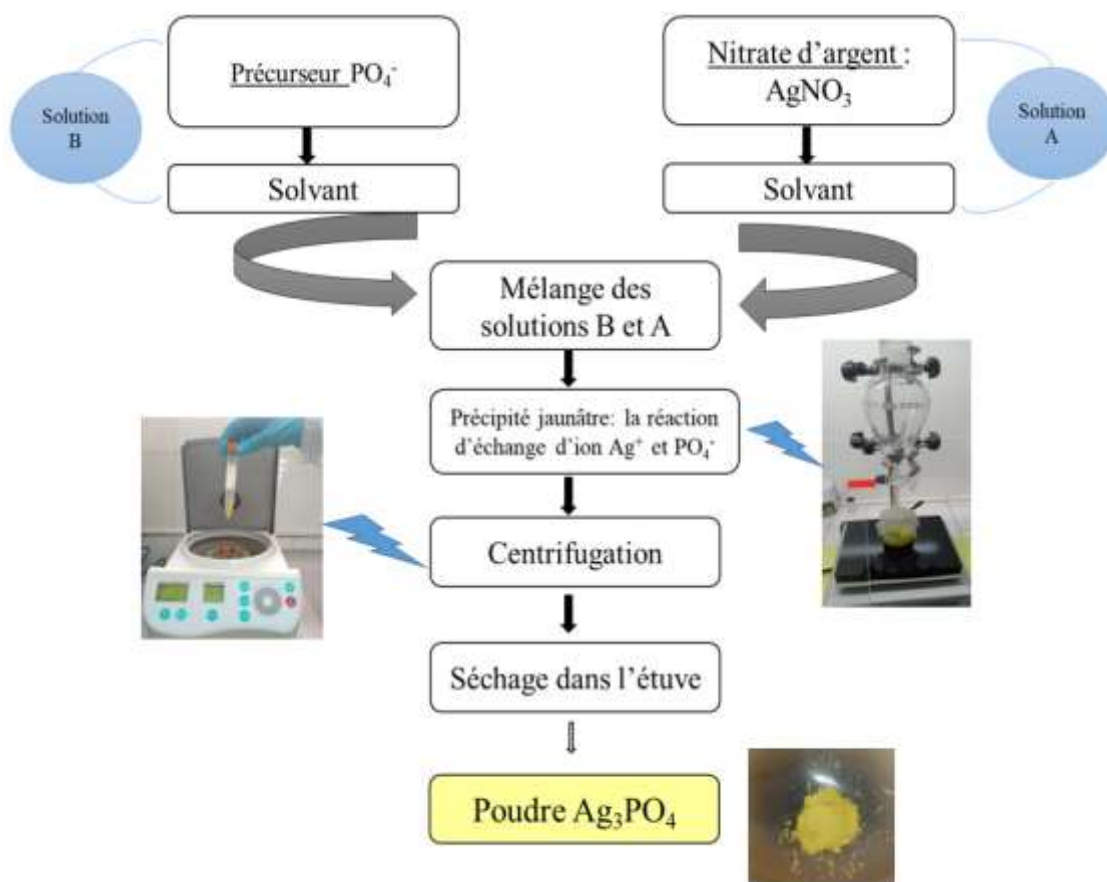 Précurseur PO₄⁻
Solution
B
Solvant
Nitrate d’argent :
AgNO₃
Solution
A
Solvant
Mélange des
solutions B et A
Précipité jaunâtre: la réaction
d’échange d’ion Ag⁺ et PO₄⁻
Centrifugation
Séchage dans l’étuve
Poudre Ag₃PO₄